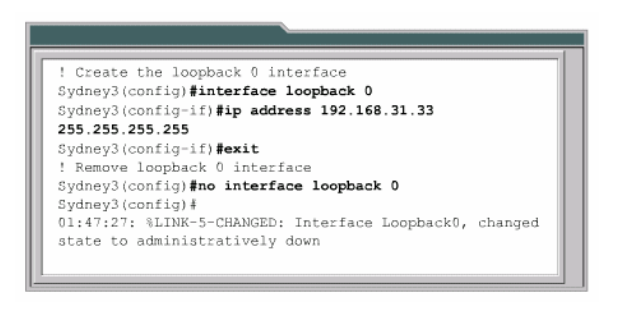 ! Create the loopback 0 interface
Sydney3(config)#interface loopback 0
Sydney3(config-if)#ip address 192.168.31.33
255.255.255.255
Sydney3(config-if)#exit
! Remove loopback 0 interface
Sydney3(config)#no interface loopback 0
Sydney3(config)#
01:47:27: %LINK-5-CHANGED: Interface Loopback0, changed
state to administratively down